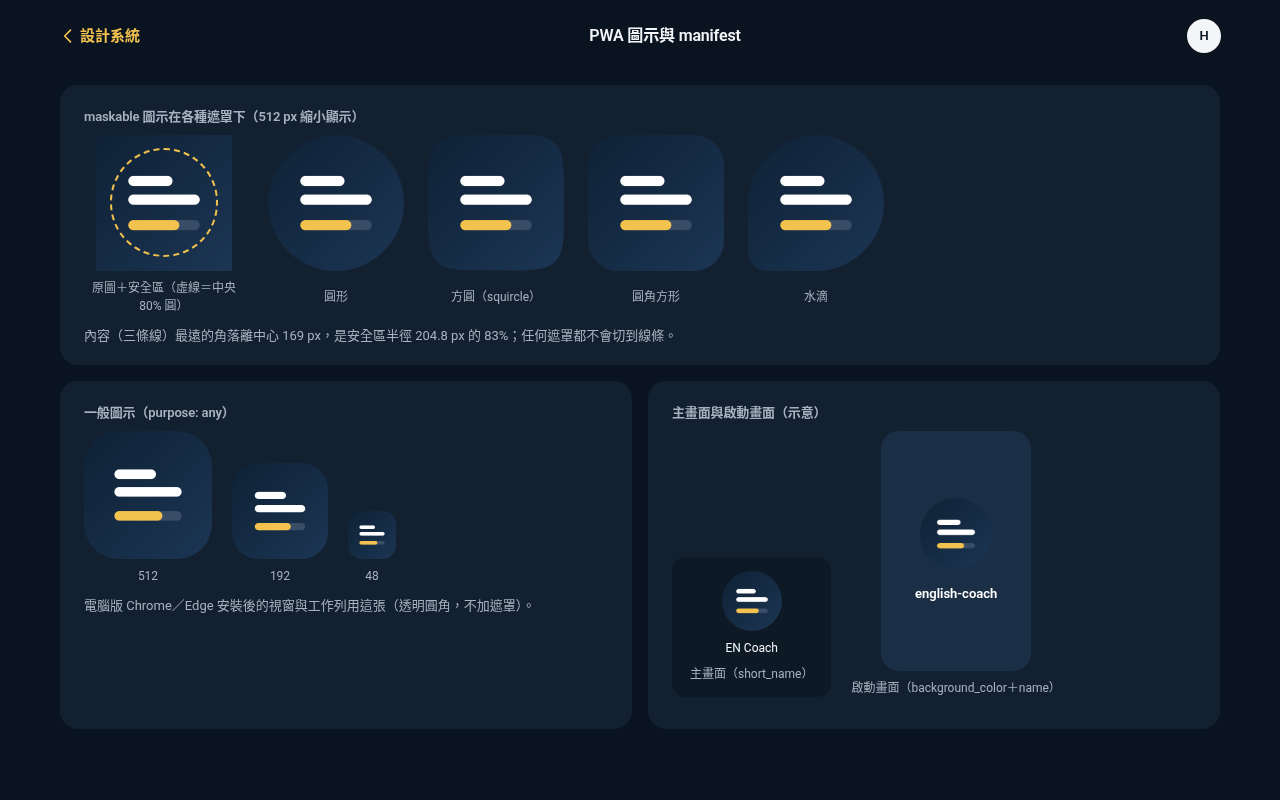 設計系統
PWA 圖示與 manifest
H
maskable 圖示在各種遮罩下（512 px 縮小顯示）
原圖＋安全區（虛線＝中央
80% 圓）
圓形
方圓（squircle）
圓角方形
水滴
內容（三條線）最遠的角落離中心 169 px，是安全區半徑 204.8 px 的 83%；任何遮罩都不會切到線條。
一般圖示（purpose: any）
512
192
48
電腦版 Chrome／Edge 安裝後的視窗與工作列用這張（透明圓角，不加遮罩）。
主畫面與啟動畫面（示意）
EN Coach
主畫面（short_name）
english-coach
啟動畫面（background_color＋name）